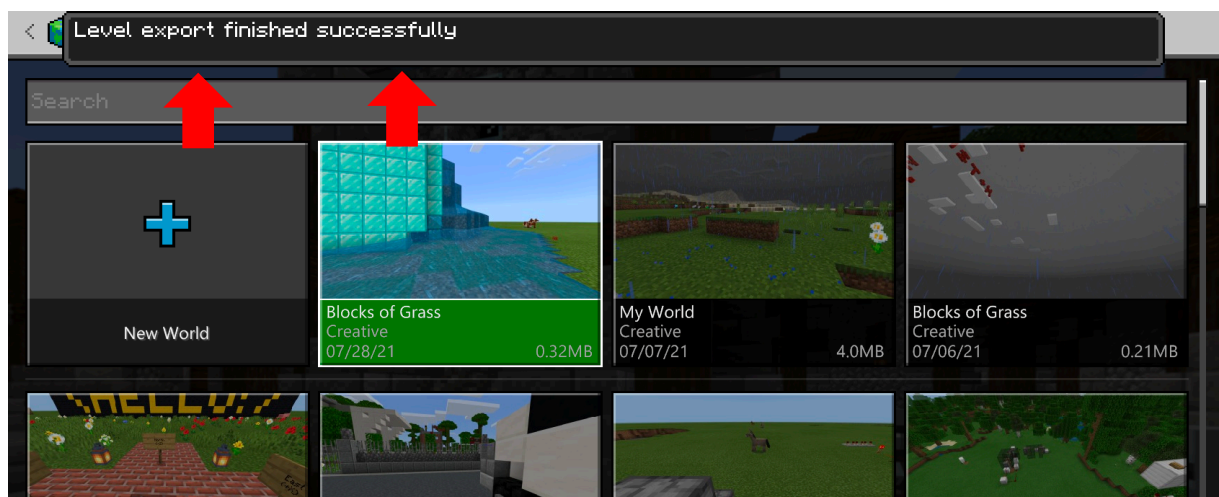 Level export finished successfully
Search
New World
Blocks of Grass
Creative
07/28/21 0.32MB
My World
Creative
07/07/21 4.0MB
Blocks of Grass
Creative
07/06/21 0.21MB
HELLO!